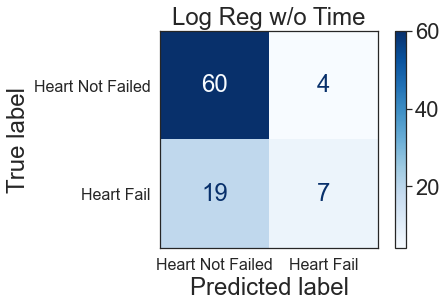 Log Reg w/o Time
True label
Heart Not Failed
60
4
Heart Fail
19
7
Heart Not Failed
Heart Fail
Predicted label
60
40
20